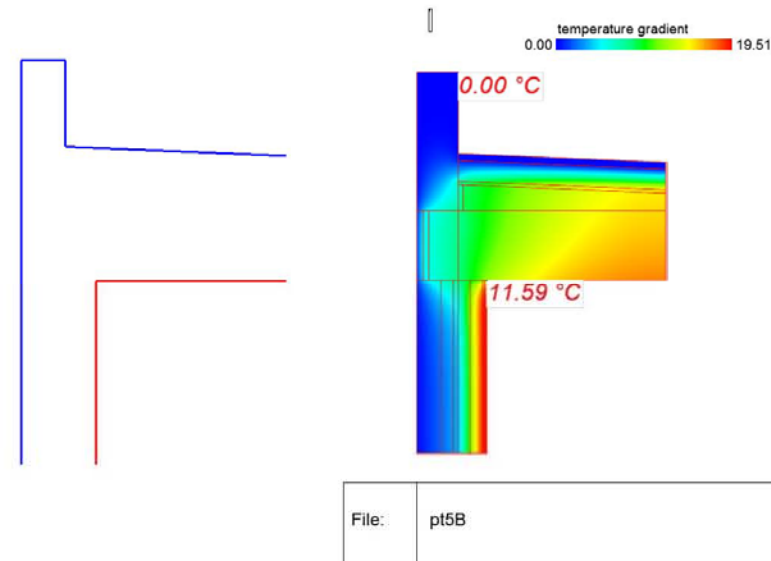 temperature gradient
0.00 19.51
0.00 °C
11.59 °C
File: pt5B